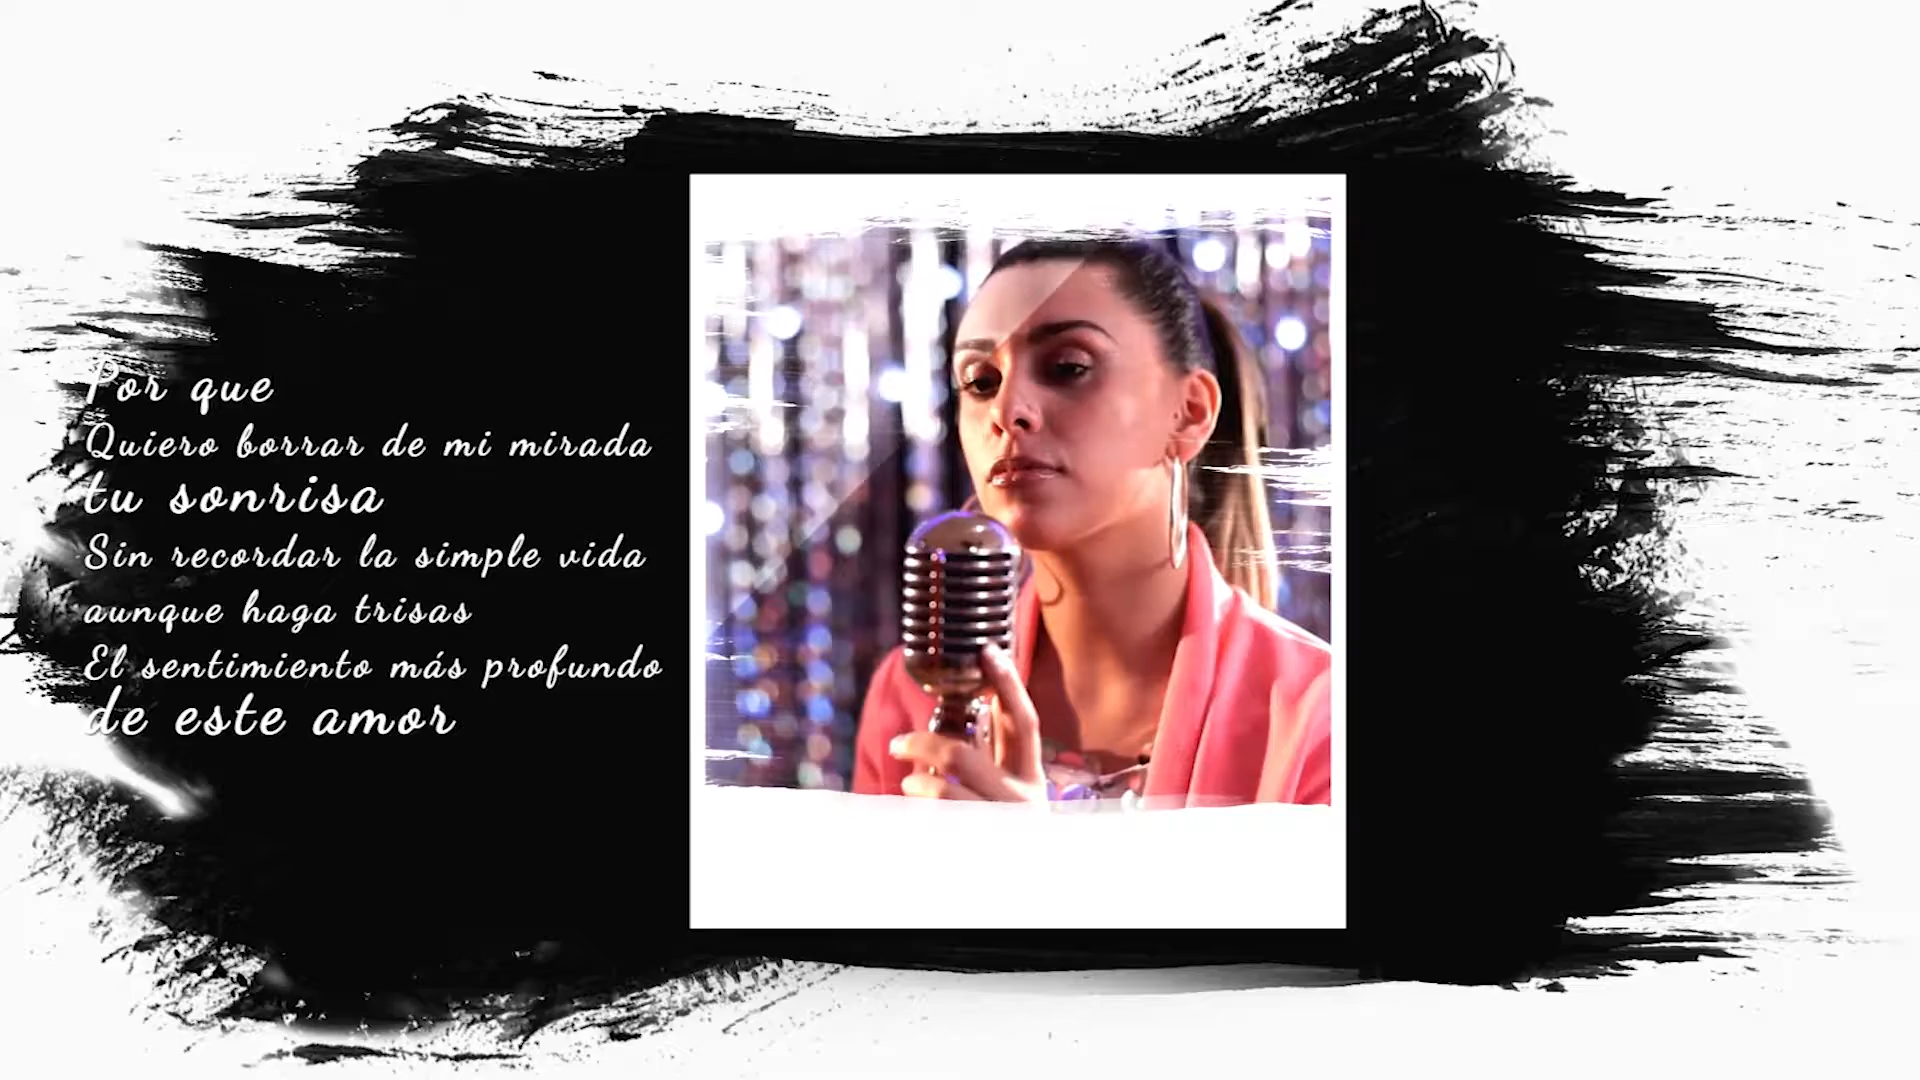 Por que
Quiero borrar de mi mirada
tu sonrisa
Sin recordar la simple vida
aunque haga trisas
El sentimiento más profundo
de este amor